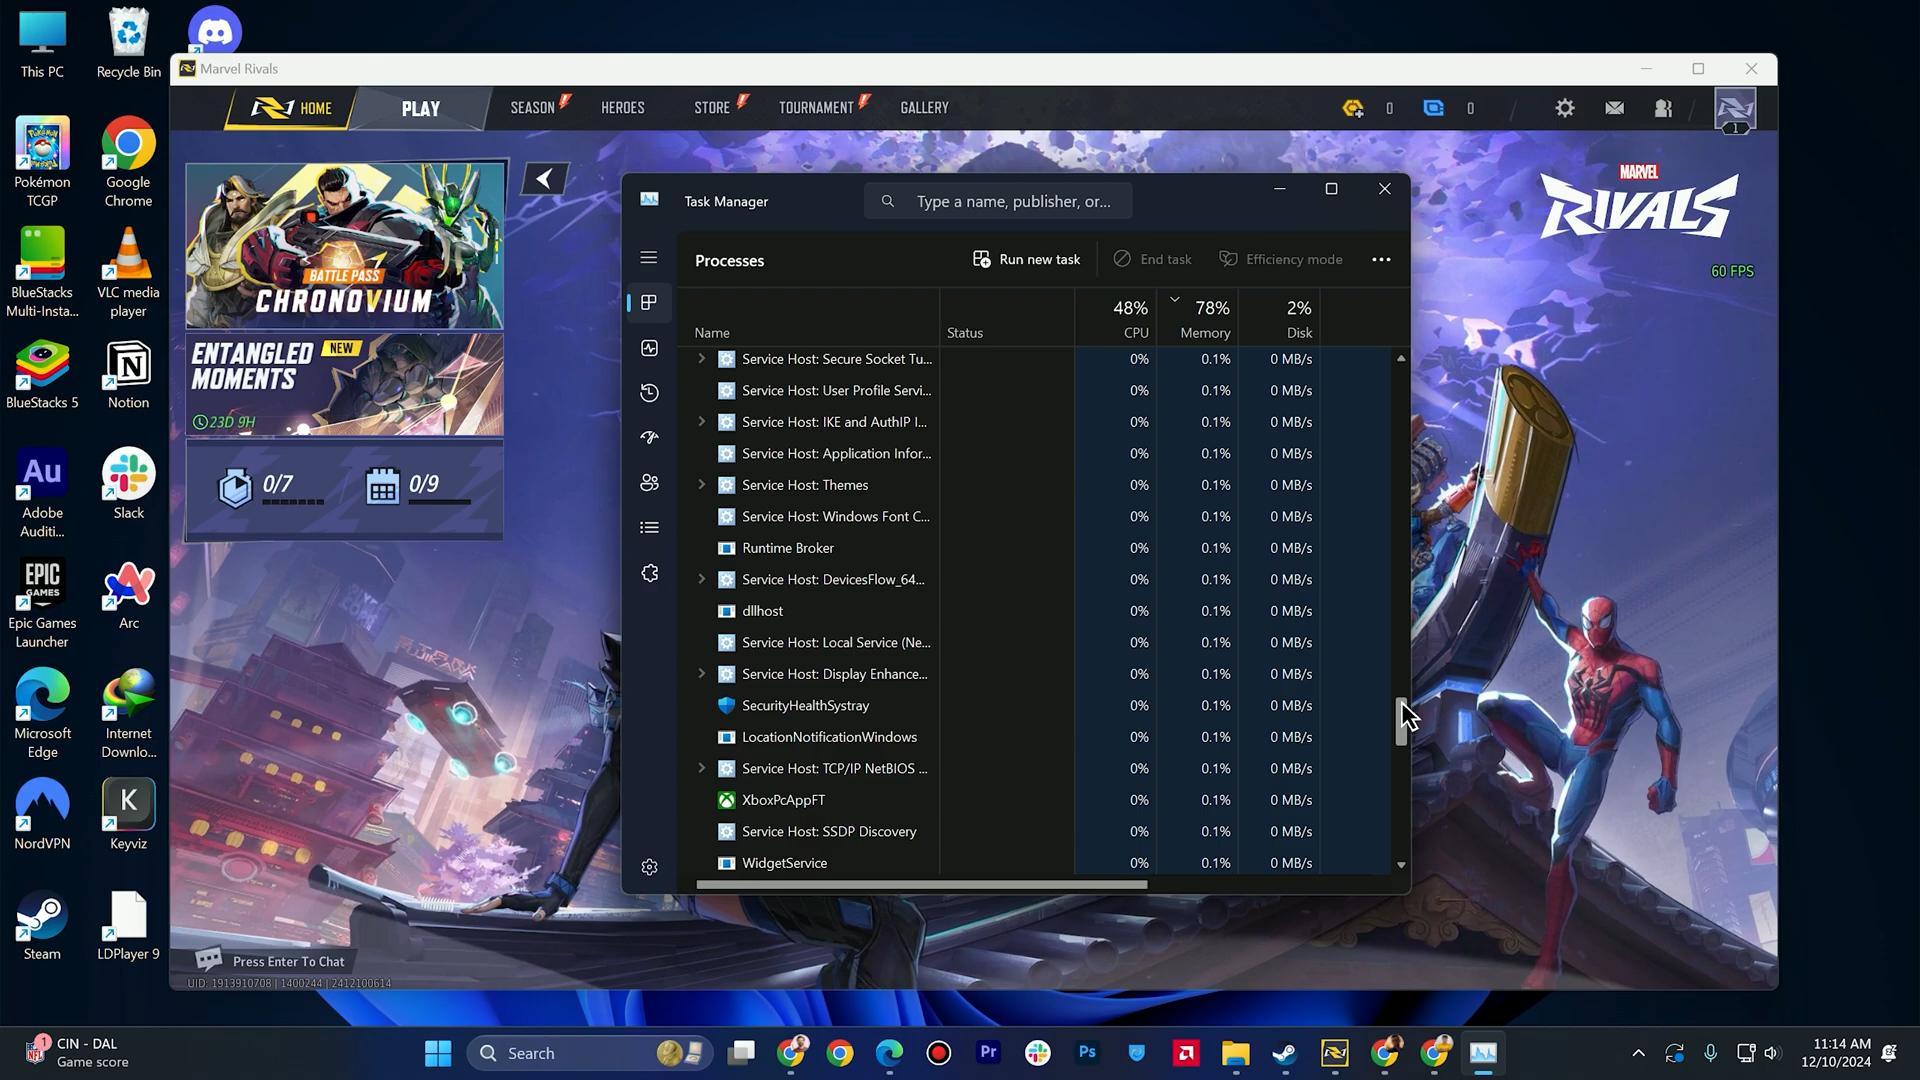 This PC
Recycle Bin
Pokémon
TCGP
Google
Chrome
BlueStacks
Multi-Insta...
VLC media
player
BlueStacks 5
Notion
Au
Adobe
Auditi...
Slack
EPIC
GAMES
Epic Games
Launcher
Arc
Microsoft
Edge
Internet
Downlo...
NordVPN
K
Keyviz
Steam
LDPlayer 9
Marvel Rivals
HOME
PLAY
SEASON
HEROES
STORE
TOURNAMENT
GALLERY
0
0
1
BATTLE PASS
CHRONOVIUM
ENTANGLED
MOMENTS
NEW
23D 9H
0/7
0/9
MARVEL
RIVALS
60 FPS
Press Enter To Chat
UID: 1913910708 | 1400244 | 2412100614
Task Manager
Type a name, publisher, or...
Processes
Run new task
End task
Efficiency mode
48%
78%
2%
Name
Status
CPU
Memory
Disk
Service Host: Secure Socket Tu... 0% 0.1% 0 MB/s
Service Host: User Profile Servi... 0% 0.1% 0 MB/s
Service Host: IKE and AuthIP I... 0% 0.1% 0 MB/s
Service Host: Application Infor... 0% 0.1% 0 MB/s
Service Host: Themes 0% 0.1% 0 MB/s
Service Host: Windows Font C... 0% 0.1% 0 MB/s
Runtime Broker 0% 0.1% 0 MB/s
Service Host: DevicesFlow_64... 0% 0.1% 0 MB/s
dllhost 0% 0.1% 0 MB/s
Service Host: Local Service (Ne... 0% 0.1% 0 MB/s
Service Host: Display Enhance... 0% 0.1% 0 MB/s
SecurityHealthSystray 0% 0.1% 0 MB/s
LocationNotificationWindows 0% 0.1% 0 MB/s
Service Host: TCP/IP NetBIOS ... 0% 0.1% 0 MB/s
XboxPcAppFT 0% 0.1% 0 MB/s
Service Host: SSDP Discovery 0% 0.1% 0 MB/s
WidgetService 0% 0.1% 0 MB/s
1
NFL
CIN - DAL
Game score
Search
Pr
Ps
11:14 AM
12/10/2024